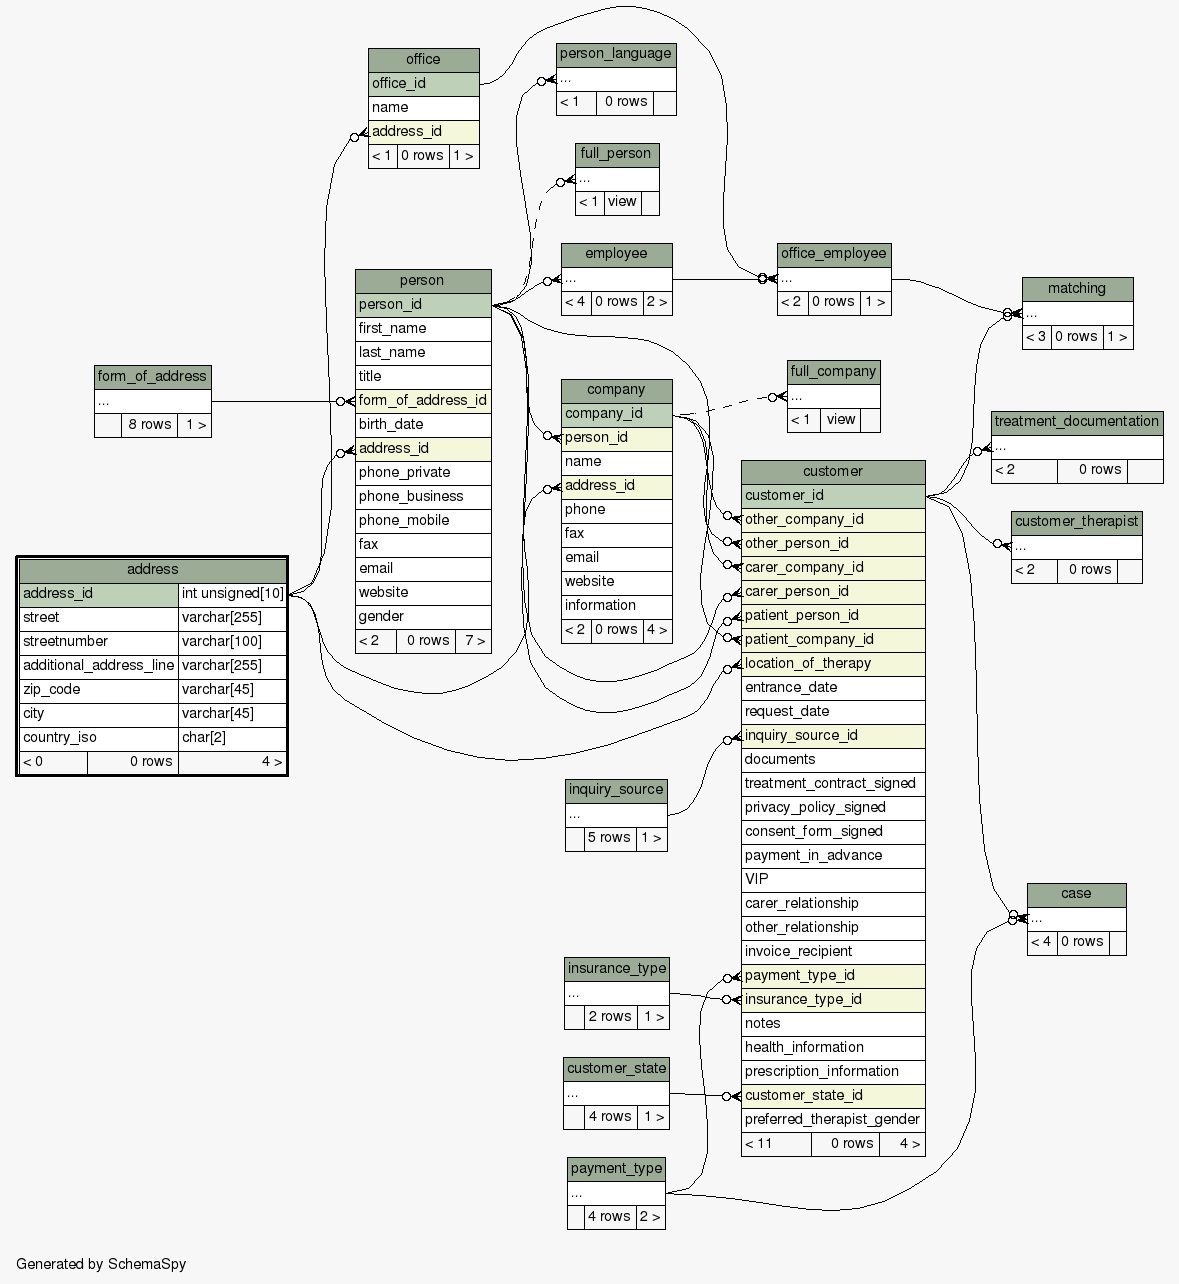 office
office_id
name
address_id
< 1 0 rows 1 >
person_language
...
< 1 0 rows
full_person
...
< 1 view
employee
...
< 4 0 rows 2 >
office_employee
...
< 2 0 rows 1 >
matching
...
< 3 0 rows 1 >
person
person_id
first_name
last_name
title
form_of_address_id
birth_date
address_id
phone_private
phone_business
phone_mobile
fax
email
website
gender
< 2 0 rows 7 >
form_of_address
...
8 rows 1 >
company
company_id
person_id
name
address_id
phone
fax
email
website
information
< 2 0 rows 4 >
full_company
...
< 1 view
treatment_documentation
...
< 2 0 rows
customer_therapist
...
< 2 0 rows
customer
customer_id
other_company_id
other_person_id
carer_company_id
carer_person_id
patient_person_id
patient_company_id
location_of_therapy
entrance_date
request_date
inquiry_source_id
documents
treatment_contract_signed
privacy_policy_signed
consent_form_signed
payment_in_advance
VIP
carer_relationship
other_relationship
invoice_recipient
payment_type_id
insurance_type_id
notes
health_information
prescription_information
customer_state_id
preferred_therapist_gender
< 11 0 rows 4 >
address
address_id int unsigned[10]
street varchar[255]
streetnumber varchar[100]
additional_address_line varchar[255]
zip_code varchar[45]
city varchar[45]
country_iso char[2]
< 0 0 rows 4 >
inquiry_source
...
5 rows 1 >
case
...
< 4 0 rows
insurance_type
...
2 rows 1 >
customer_state
...
4 rows 1 >
payment_type
...
4 rows 2 >
Generated by SchemaSpy